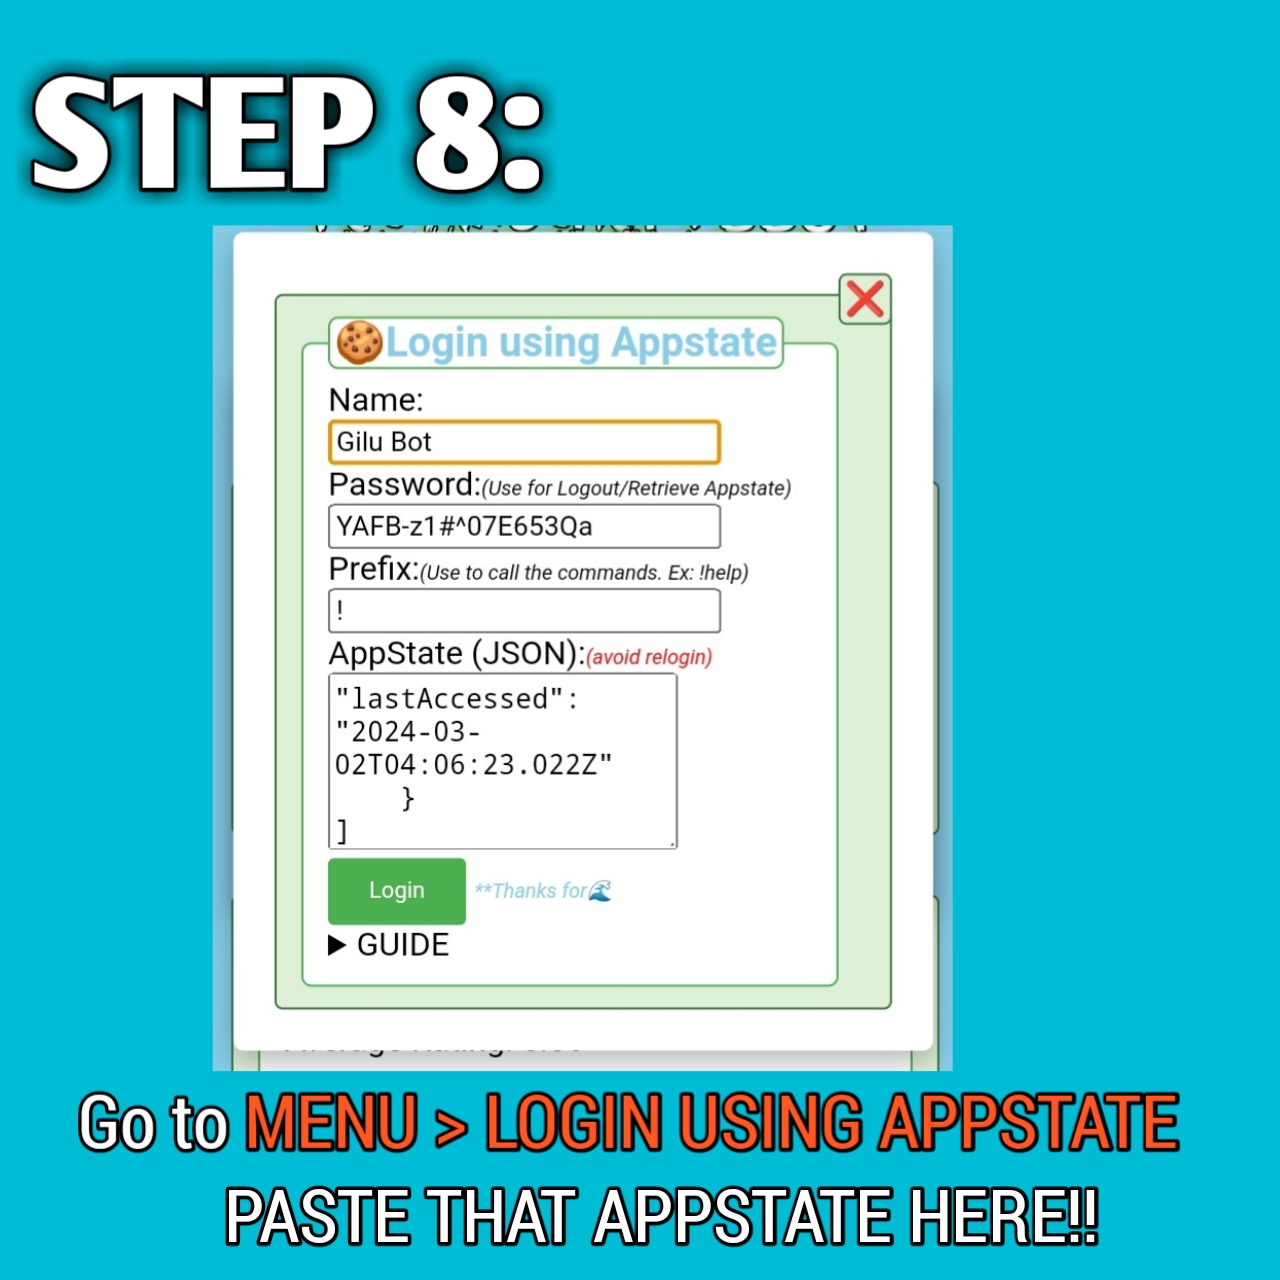 STEP 8:
Login using Appstate
Name:
Gilu Bot
Password:(Use for Logout/Retrieve Appstate)
YAFB-z1#^07E653Qa
Prefix:(Use to call the commands. Ex: !help)
!
AppState (JSON):(avoid relogin)
"lastAccessed":
"2024-03-
02T04:06:23.022Z"
}
]
Login **Thanks for🌊
▶ GUIDE
Go to MENU > LOGIN USING APPSTATE
PASTE THAT APPSTATE HERE!!